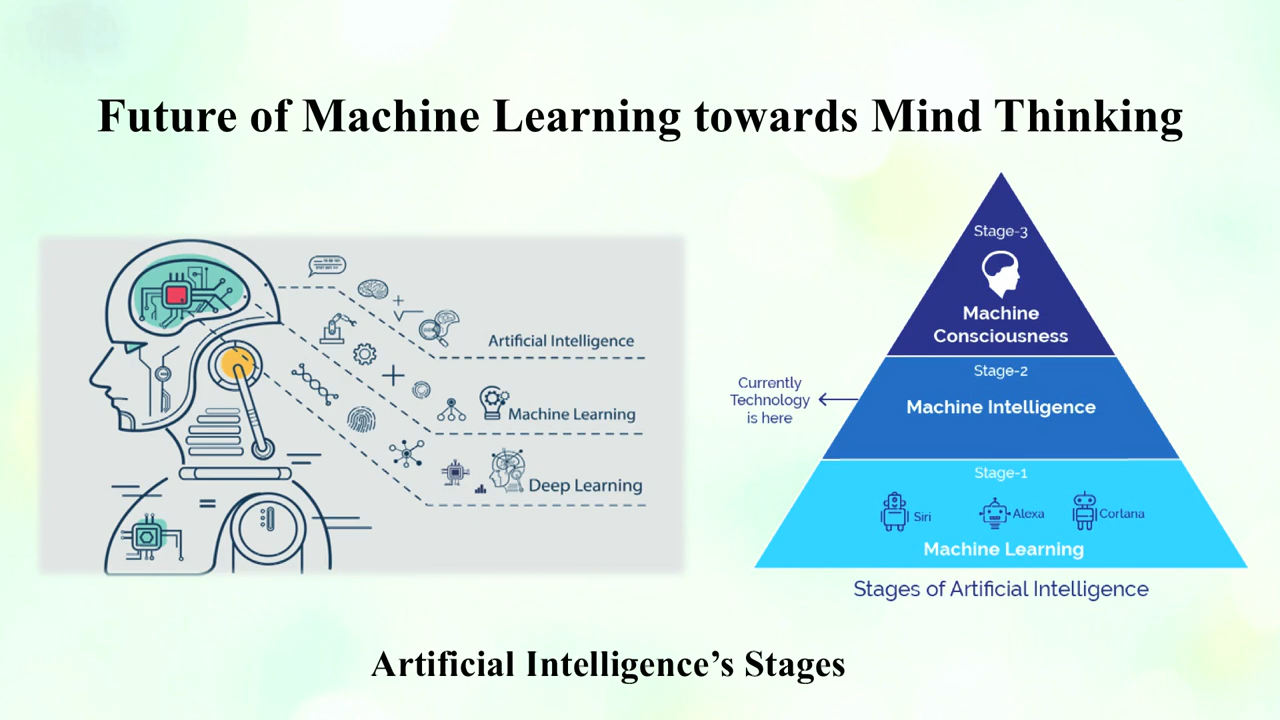 Future of Machine Learning towards Mind Thinking
Artificial Intelligence
Machine Learning
Deep Learning
Stage-3
Machine
Consciousness
Stage-2
Machine Intelligence
Currently
Technology
is here
Stage-1
Siri
Alexa
Cortana
Machine Learning
Stages of Artificial Intelligence
Artificial Intelligence’s Stages